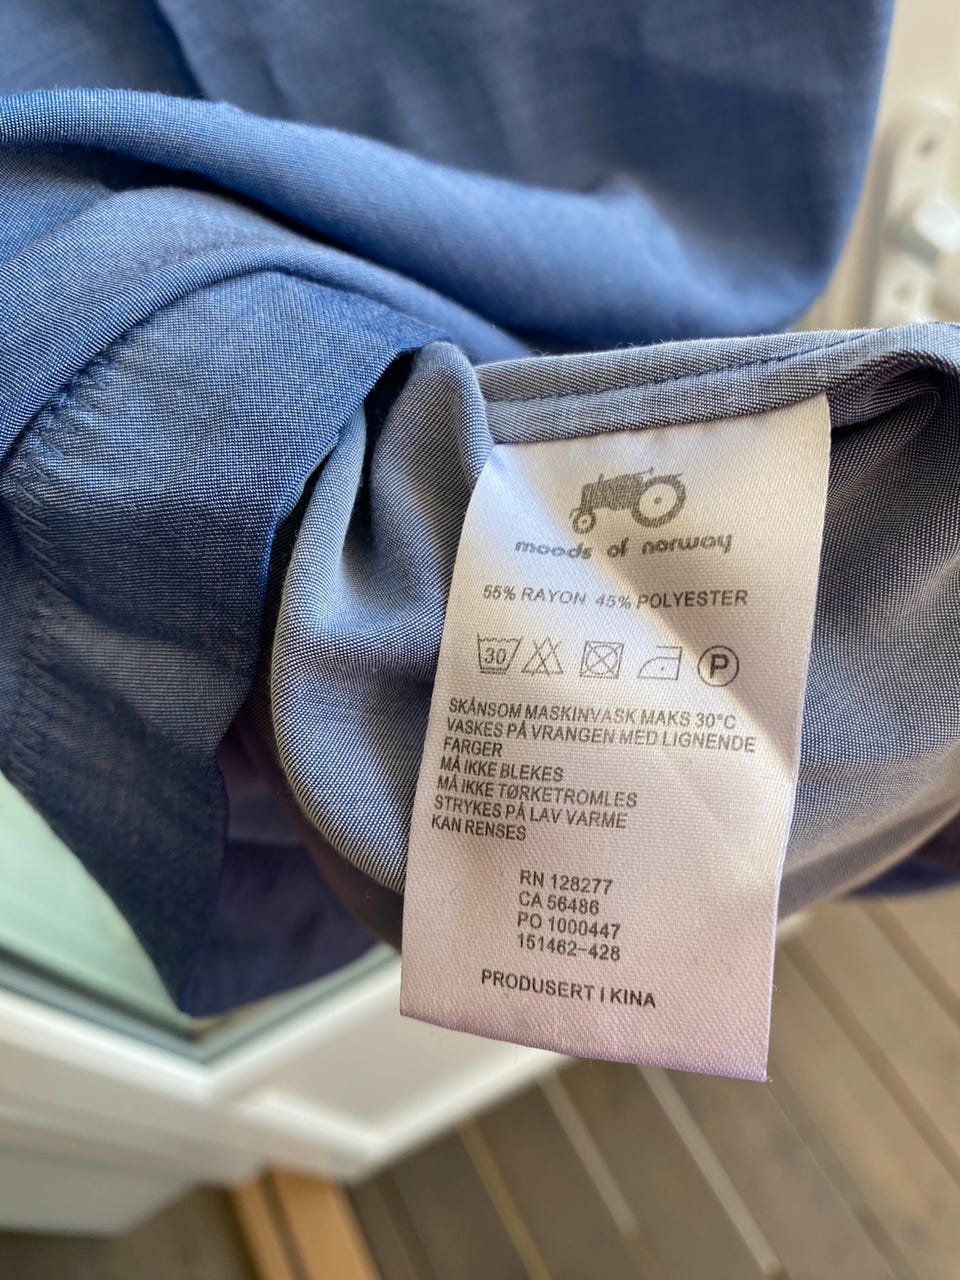 moods of norway
55% RAYON 45% POLYESTER
30 P
SKÅNSOM MASKINVASK MAKS 30°C
VASKES PÅ VRANGEN MED LIGNENDE
FARGER
MÅ IKKE BLEKES
MÅ IKKE TØRKETROMLES
STRYKES PÅ LAV VARME
KAN RENSES
RN 128277
CA 56486
PO 1000447
151462-428
PRODUSERT I KINA